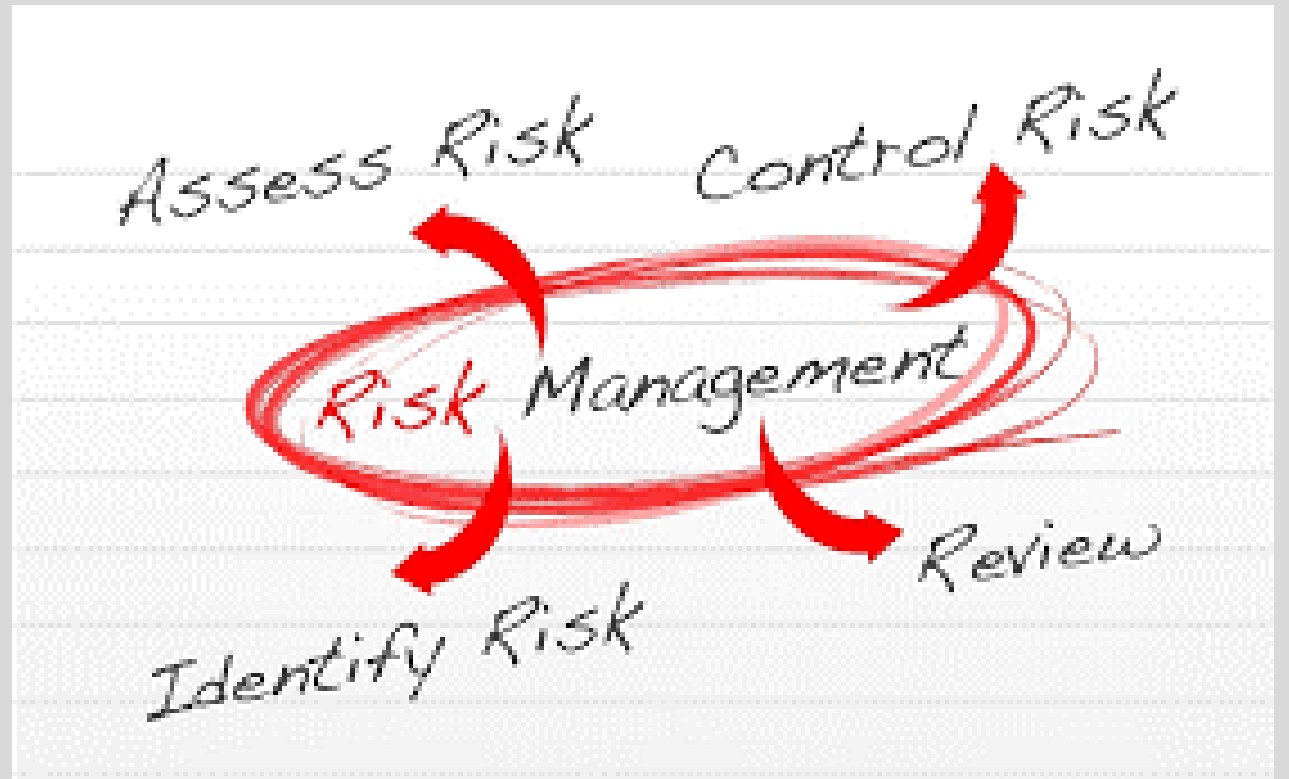 Assess Risk
Control Risk
Risk Management
Review
Identify Risk